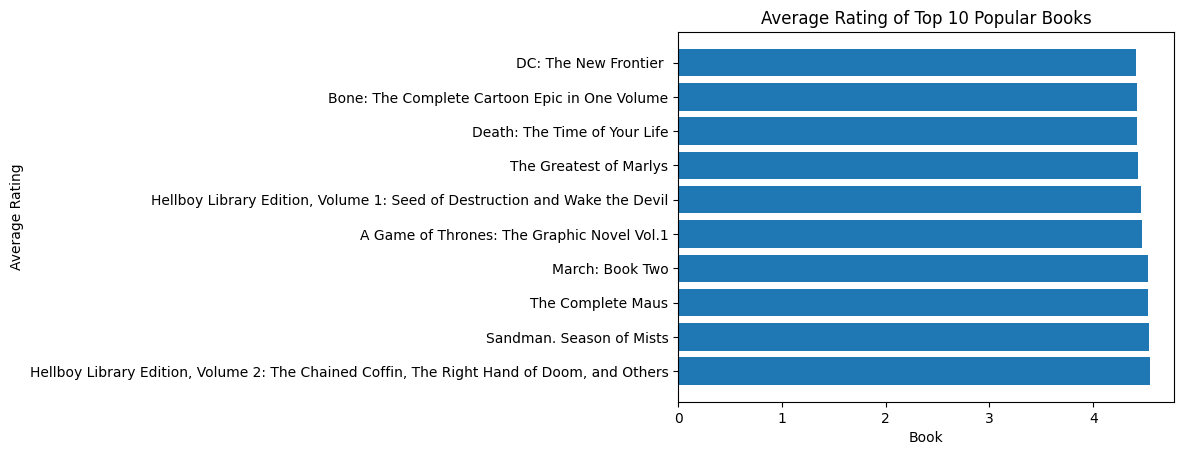 Average Rating of Top 10 Popular Books
Average Rating
DC: The New Frontier
Bone: The Complete Cartoon Epic in One Volume
Death: The Time of Your Life
The Greatest of Marlys
Hellboy Library Edition, Volume 1: Seed of Destruction and Wake the Devil
A Game of Thrones: The Graphic Novel Vol.1
March: Book Two
The Complete Maus
Sandman. Season of Mists
Hellboy Library Edition, Volume 2: The Chained Coffin, The Right Hand of Doom, and Others
0 1 2 3 4
Book